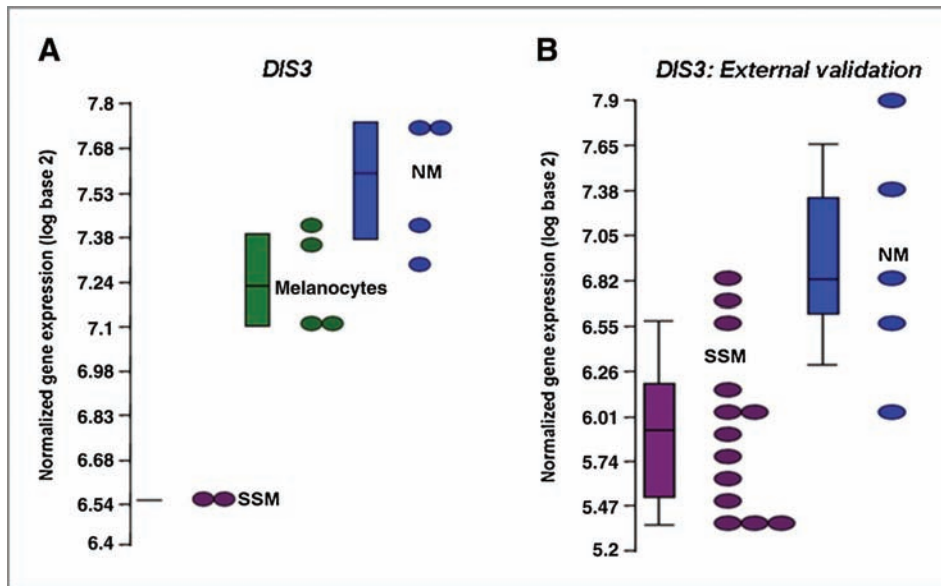 A
DIS3
Normalized gene expression (log base 2)
7.8
7.68
7.53
7.38
7.24
7.1
6.98
6.83
6.68
6.54
6.4
NM
Melanocytes
SSM
B
DIS3: External validation
Normalized gene expression (log base 2)
7.9
7.65
7.38
7.05
6.82
6.55
6.26
6.01
5.74
5.47
5.2
NM
SSM